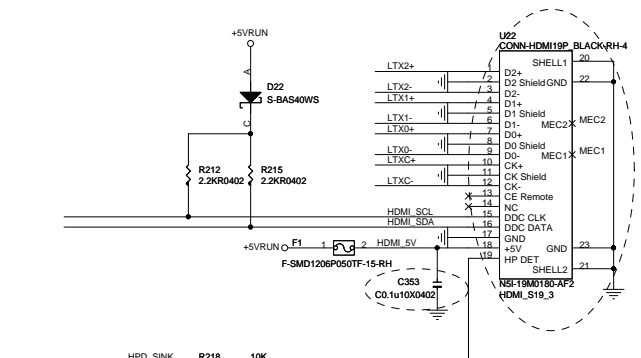 +5VRUN
U22
CONN-HDMI19P_BLACK-RH-4
A
D22
S-BAS40WS
C
R212
2.2KR0402
R215
2.2KR0402
LTX2+
LTX2-
LTX1+
LTX1-
LTX0+
LTX0-
LTXC+
LTXC-
HDMI_SCL
HDMI_SDA
1 D2+
2 D2 Shield
3 D2-
4 D1+
5 D1 Shield
6 D1-
7 D0+
8 D0 Shield
9 D0-
10 CK+
11 CK Shield
12 CK-
13 CE Remote
14 NC
15 DDC CLK
16 DDC DATA
17 GND
18 +5V
19 HP DET
SHELL1 20
GND 22
MEC2 MEC2
MEC1 MEC1
GND 23
SHELL2 21
+5VRUN F1 1 2 HDMI_5V
F-SMD1206P050TF-15-RH
C353
C0.1u10X0402
N5I-19M0180-AF2
HDMI_S19_3
HPD_SINK R218 10K